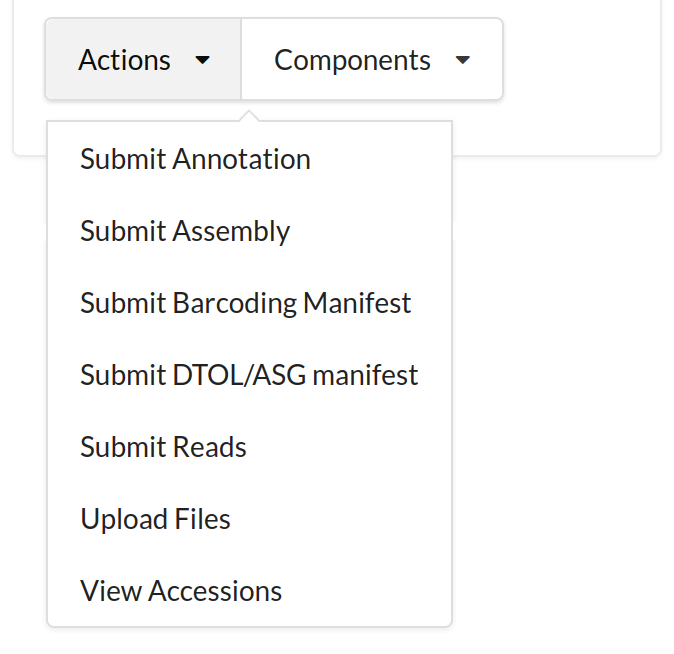 Actions Components
Submit Annotation
Submit Assembly
Submit Barcoding Manifest
Submit DTOL/ASG manifest
Submit Reads
Upload Files
View Accessions